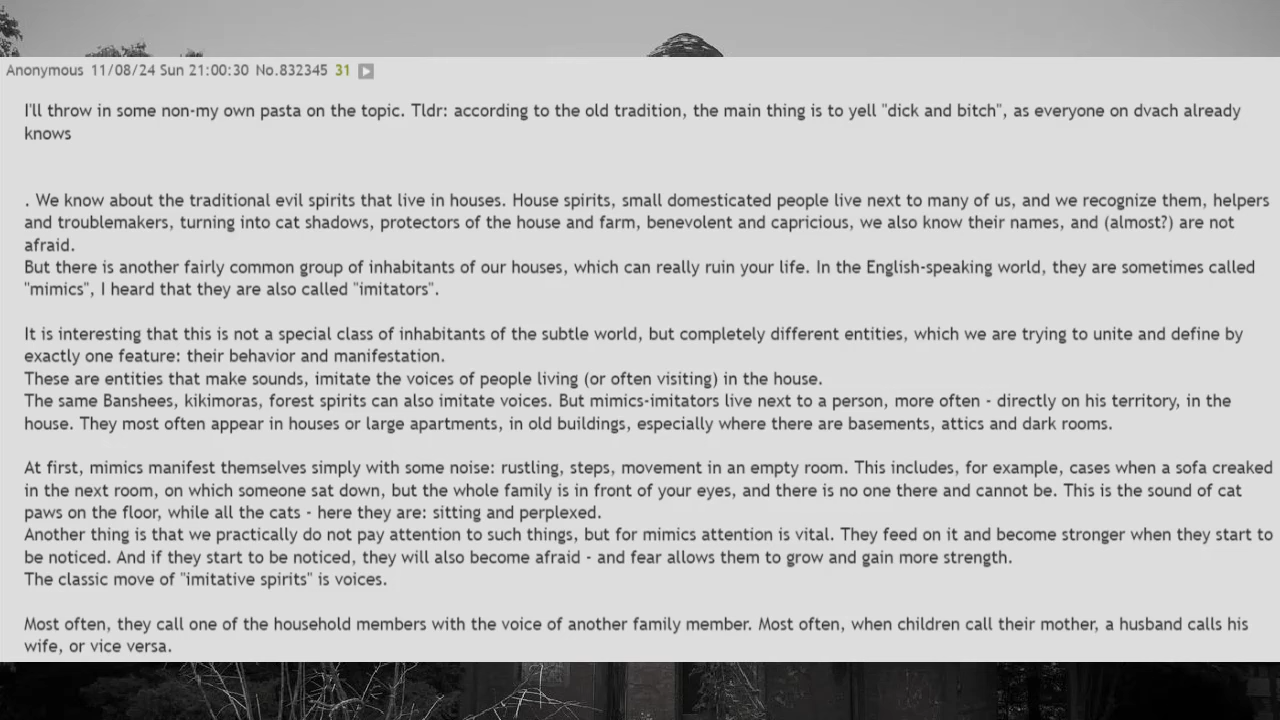 Anonymous 11/08/24 Sun 21:00:30 No.832345 31
I'll throw in some non-my own pasta on the topic. Tldr: according to the old tradition, the main thing is to yell "dick and bitch", as everyone on dvach already
knows
. We know about the traditional evil spirits that live in houses. House spirits, small domesticated people live next to many of us, and we recognize them, helpers
and troublemakers, turning into cat shadows, protectors of the house and farm, benevolent and capricious, we also know their names, and (almost?) are not
afraid.
But there is another fairly common group of inhabitants of our houses, which can really ruin your life. In the English-speaking world, they are sometimes called
"mimics", I heard that they are also called "imitators".
It is interesting that this is not a special class of inhabitants of the subtle world, but completely different entities, which we are trying to unite and define by
exactly one feature: their behavior and manifestation.
These are entities that make sounds, imitate the voices of people living (or often visiting) in the house.
The same Banshees, kikimoras, forest spirits can also imitate voices. But mimics-imitators live next to a person, more often - directly on his territory, in the
house. They most often appear in houses or large apartments, in old buildings, especially where there are basements, attics and dark rooms.
At first, mimics manifest themselves simply with some noise: rustling, steps, movement in an empty room. This includes, for example, cases when a sofa creaked
in the next room, on which someone sat down, but the whole family is in front of your eyes, and there is no one there and cannot be. This is the sound of cat
paws on the floor, while all the cats - here they are: sitting and perplexed.
Another thing is that we practically do not pay attention to such things, but for mimics attention is vital. They feed on it and become stronger when they start to
be noticed. And if they start to be noticed, they will also become afraid - and fear allows them to grow and gain more strength.
The classic move of "imitative spirits" is voices.
Most often, they call one of the household members with the voice of another family member. Most often, when children call their mother, a husband calls his
wife, or vice versa.